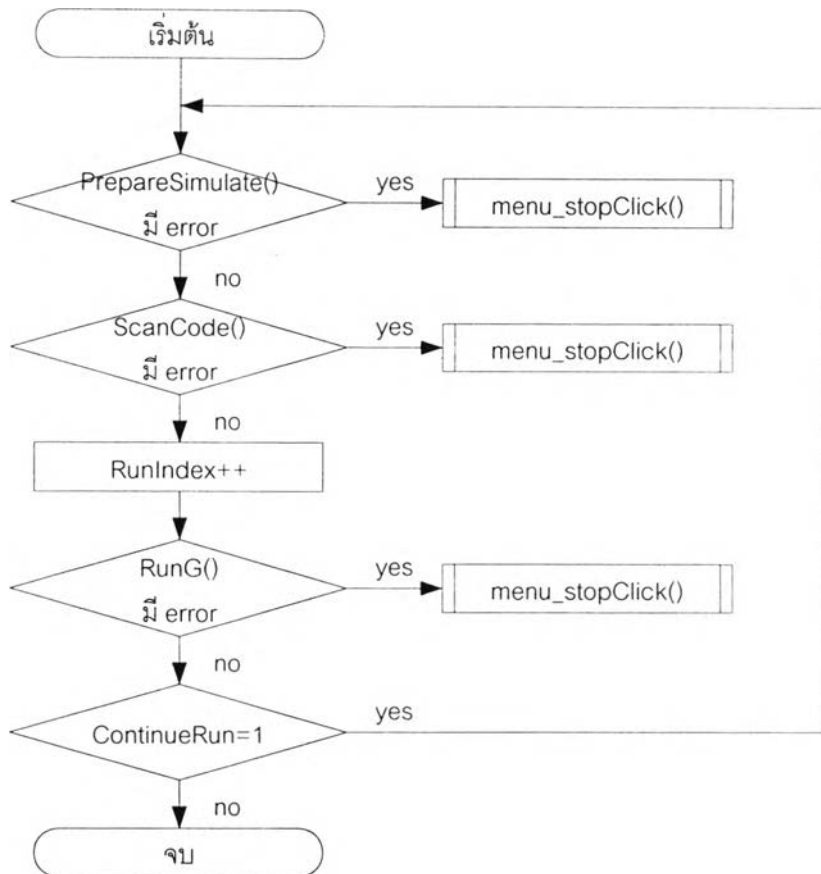 เริ่มต้น
PrepareSimulate()
มี error
yes
menu_stopClick()
no
ScanCode()
มี error
yes
menu_stopClick()
no
RunIndex++
RunG()
มี error
yes
menu_stopClick()
no
ContinueRun=1
yes
no
จบ